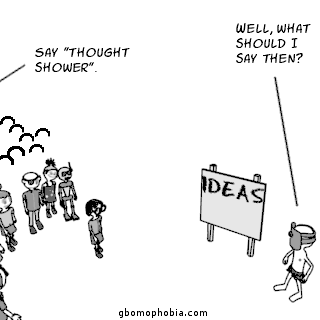 SAY "THOUGHT
SHOWER".
WELL, WHAT
SHOULD I
SAY THEN?
IDEAS
gbomophobia.com